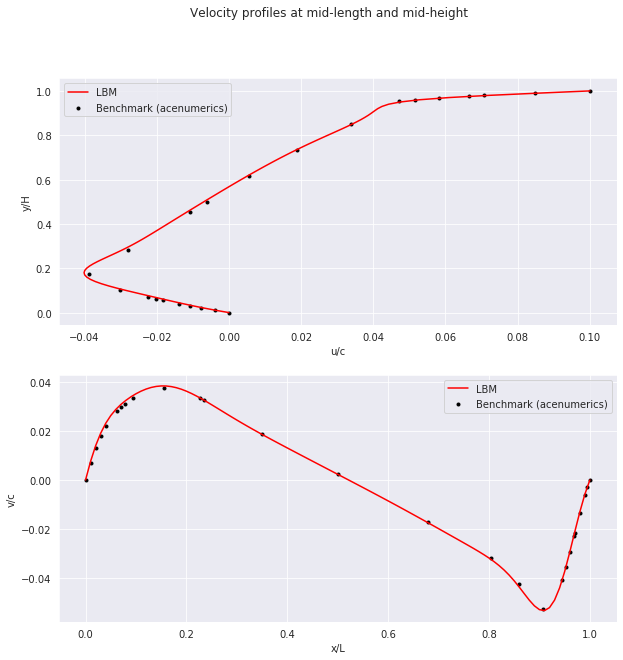 Velocity profiles at mid-length and mid-height
LBM
Benchmark (acenumerics)
1.0
0.8
0.6
0.4
0.2
0.0
y/H
−0.04 −0.02 0.00 0.02 0.04 0.06 0.08 0.10
u/c
LBM
Benchmark (acenumerics)
0.04
0.02
0.00
−0.02
−0.04
v/c
0.0 0.2 0.4 0.6 0.8 1.0
x/L